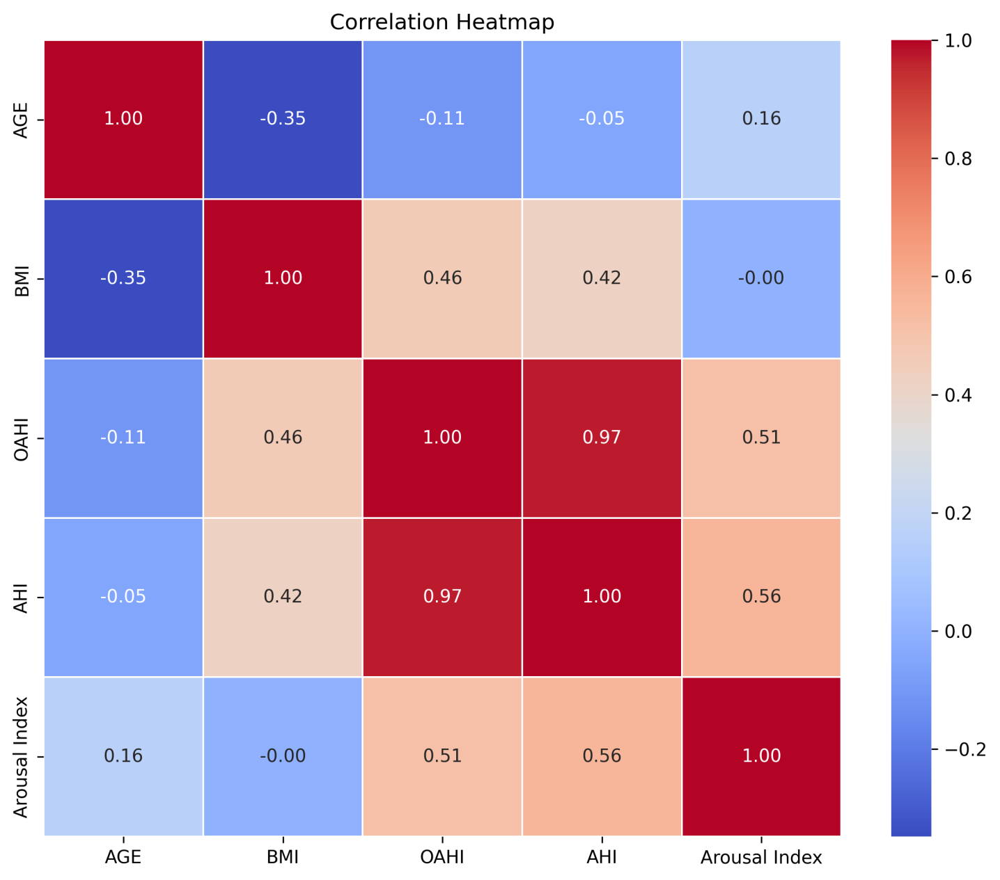 Correlation Heatmap
AGE 1.00 -0.35 -0.11 -0.05 0.16
BMI -0.35 1.00 0.46 0.42 -0.00
OAHI -0.11 0.46 1.00 0.97 0.51
AHI -0.05 0.42 0.97 1.00 0.56
Arousal Index 0.16 -0.00 0.51 0.56 1.00
AGE BMI OAHI AHI Arousal Index
1.0
0.8
0.6
0.4
0.2
0.0
−0.2